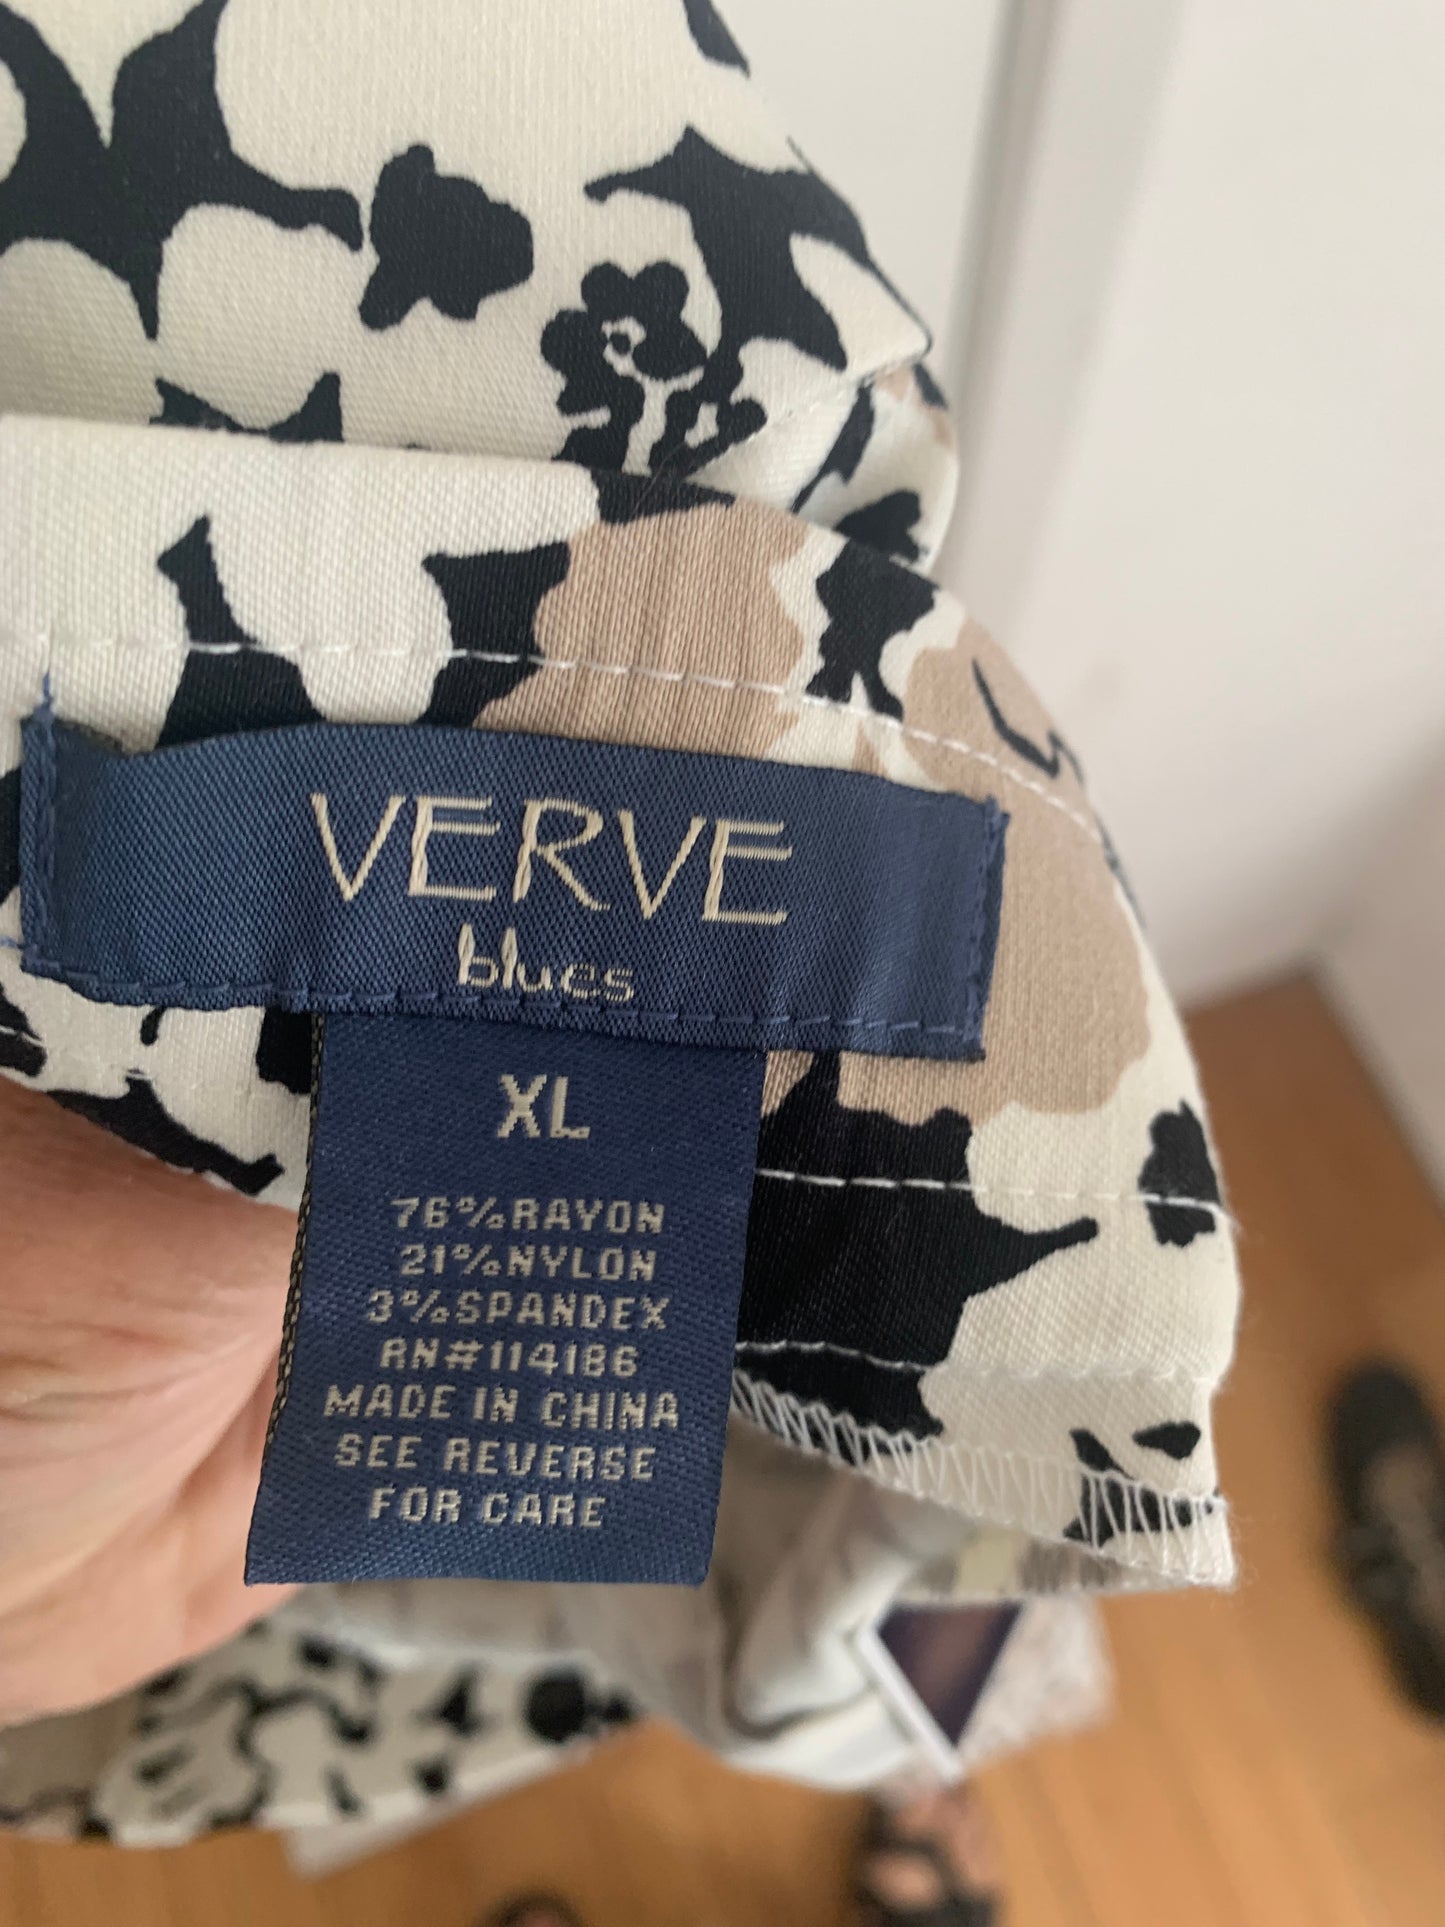 VERVE
blues
XL
76%RAYON
21%NYLON
3%SPANDEX
RN#114186
MADE IN CHINA
SEE REVERSE
FOR CARE